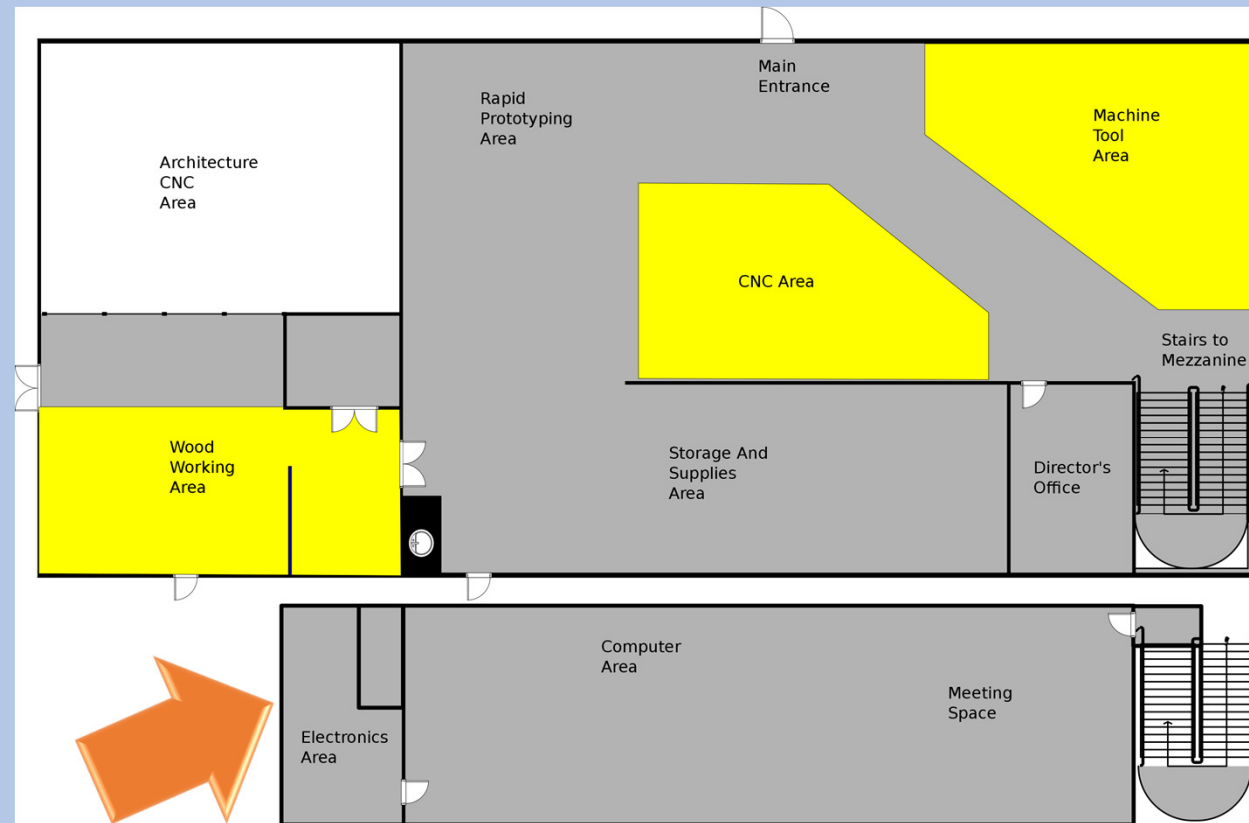 Main
Entrance
Rapid
Prototyping
Area
Machine
Tool
Area
Architecture
CNC
Area
CNC Area
Stairs to
Mezzanine
Wood
Working
Area
Storage And
Supplies
Area
Director's
Office
Computer
Area
Meeting
Space
Electronics
Area